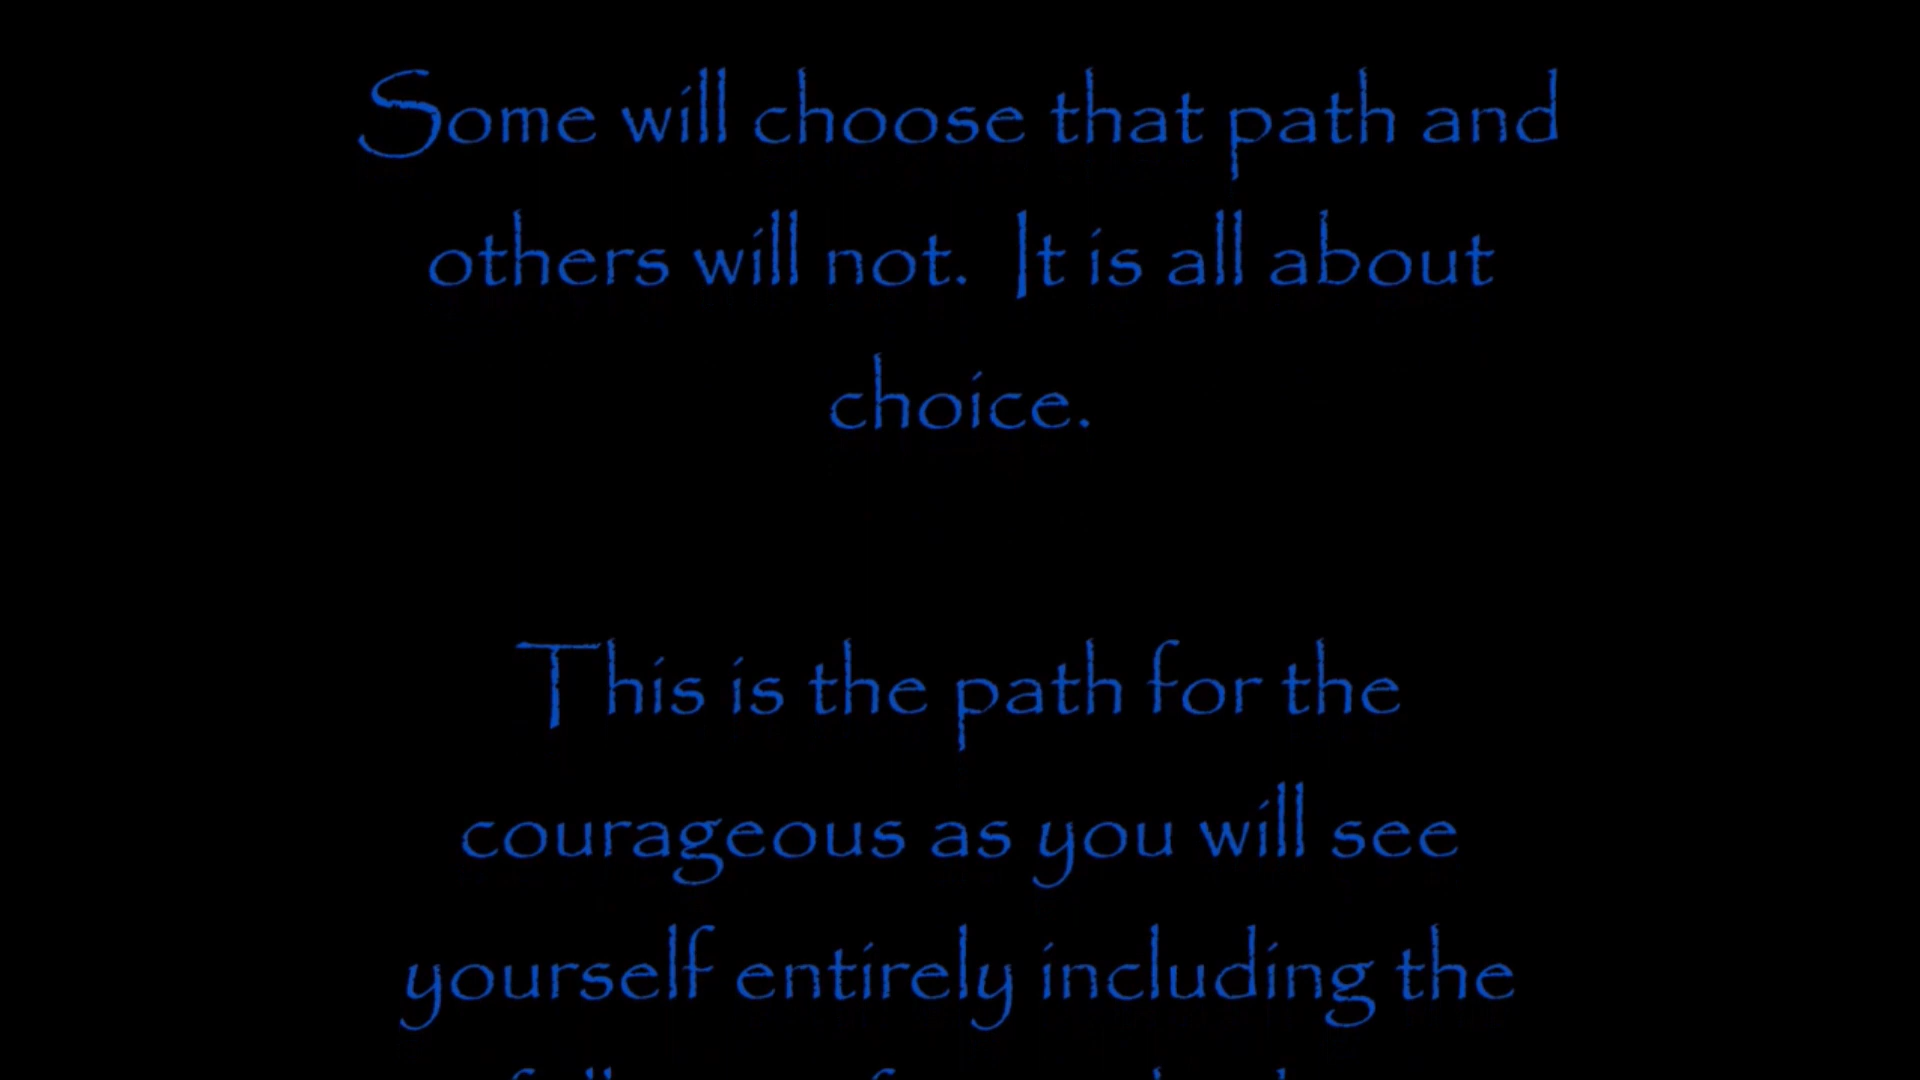 Some will choose that path and
others will not.  It is all about
choice.
This is the path for the
courageous as you will see
yourself entirely including the